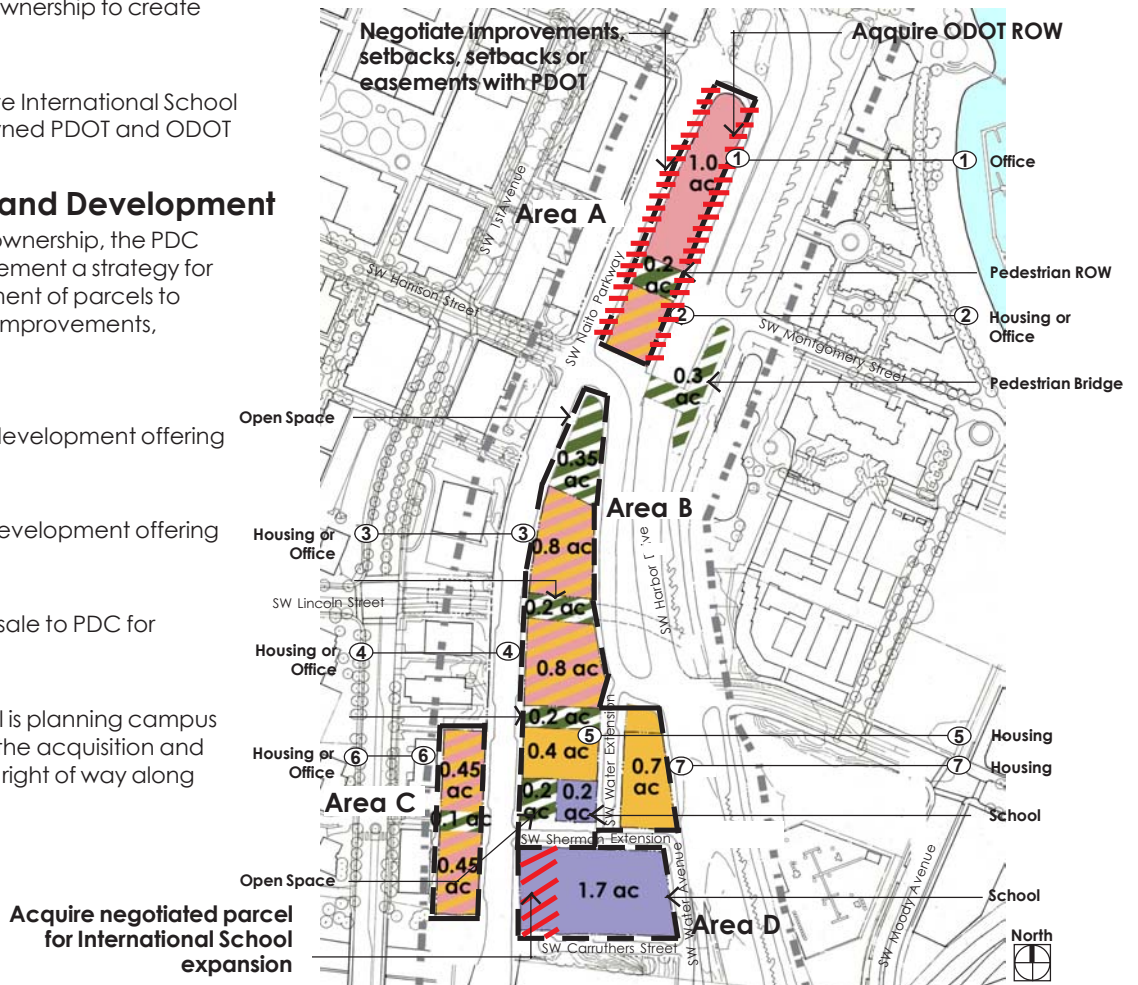 ownership to create
e International School
wned PDOT and ODOT
and Development
ownership, the PDC
ement a strategy for
ment of parcels to
improvements,
development offering
development offering
sale to PDC for
l is planning campus
the acquisition and
right of way along
Negotiate improvements,
setbacks, setbacks or
easements with PDOT
Aqquire ODOT ROW
1.0
ac
1
1
Office
Area A
SW 1st Avenue
SW Harrison Street
SW Naito Parkway
0.2
ac
Pedestrian ROW
2
2
Housing or
Office
SW Montgomery Street
0.3
ac
Pedestrian Bridge
Open Space
0.35
ac
Area B
Housing or
Office
3
3
0.8 ac
SW Harbor
SW Lincoln Street
0.2 ac
Housing or
Office
4
4
0.8 ac
0.2 ac
SW Water Extension
5
5
Housing
0.4 ac
0.7
ac
7
7
Housing
Housing or
Office
6
6
0.45
ac
0.2
ac
0.2
ac
Area C
0.1 ac
School
SW Sherman Extension
0.45
ac
Open Space
1.7 ac
School
SW Water Avenue
Area D
SW Moody Avenue
Acquire negotiated parcel
for International School
expansion
SW Carruthers Street
North